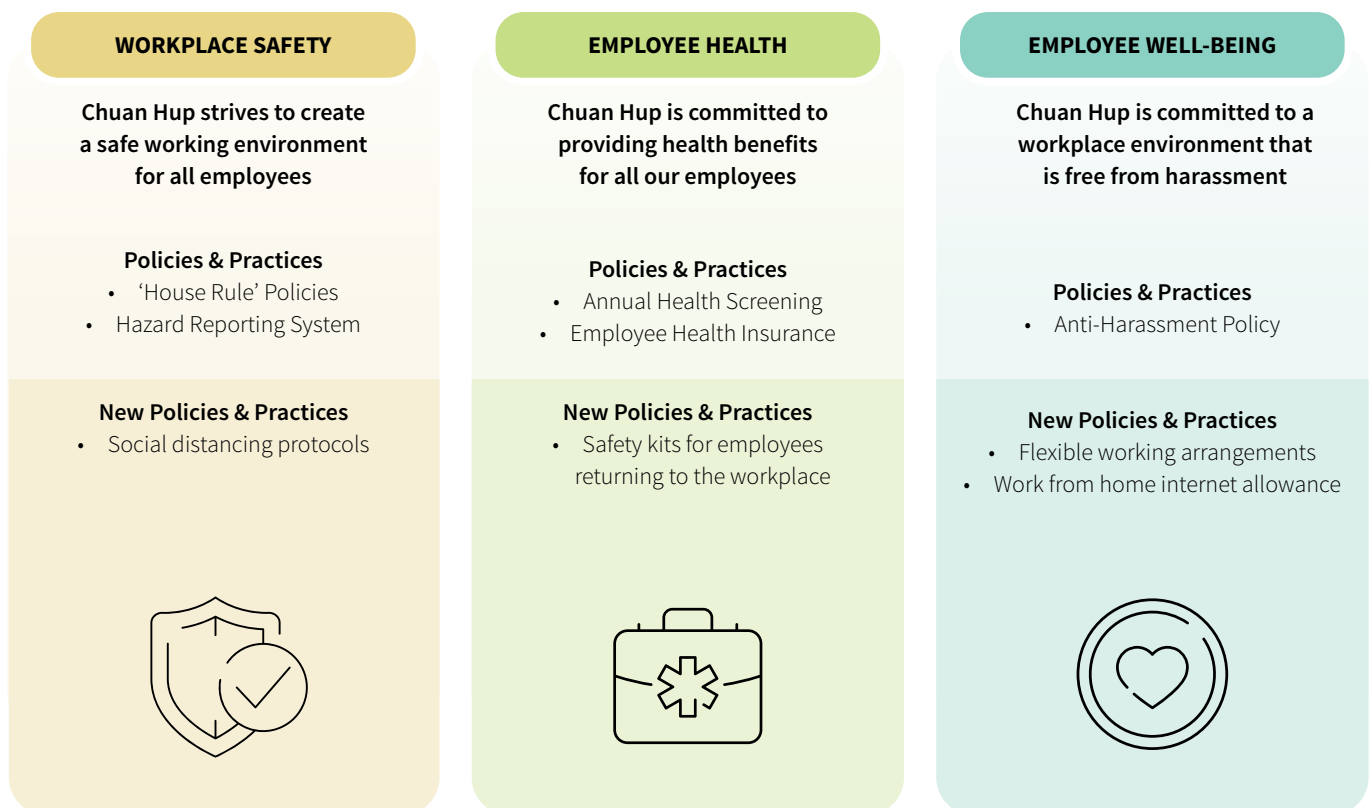 WORKPLACE SAFETY
Chuan Hup strives to create
a safe working environment
for all employees
Policies & Practices
• ‘House Rule’ Policies
• Hazard Reporting System
New Policies & Practices
• Social distancing protocols
EMPLOYEE HEALTH
Chuan Hup is committed to
providing health benefits
for all our employees
Policies & Practices
• Annual Health Screening
• Employee Health Insurance
New Policies & Practices
• Safety kits for employees
returning to the workplace
EMPLOYEE WELL-BEING
Chuan Hup is committed to a
workplace environment that
is free from harassment
Policies & Practices
• Anti-Harassment Policy
New Policies & Practices
• Flexible working arrangements
• Work from home internet allowance